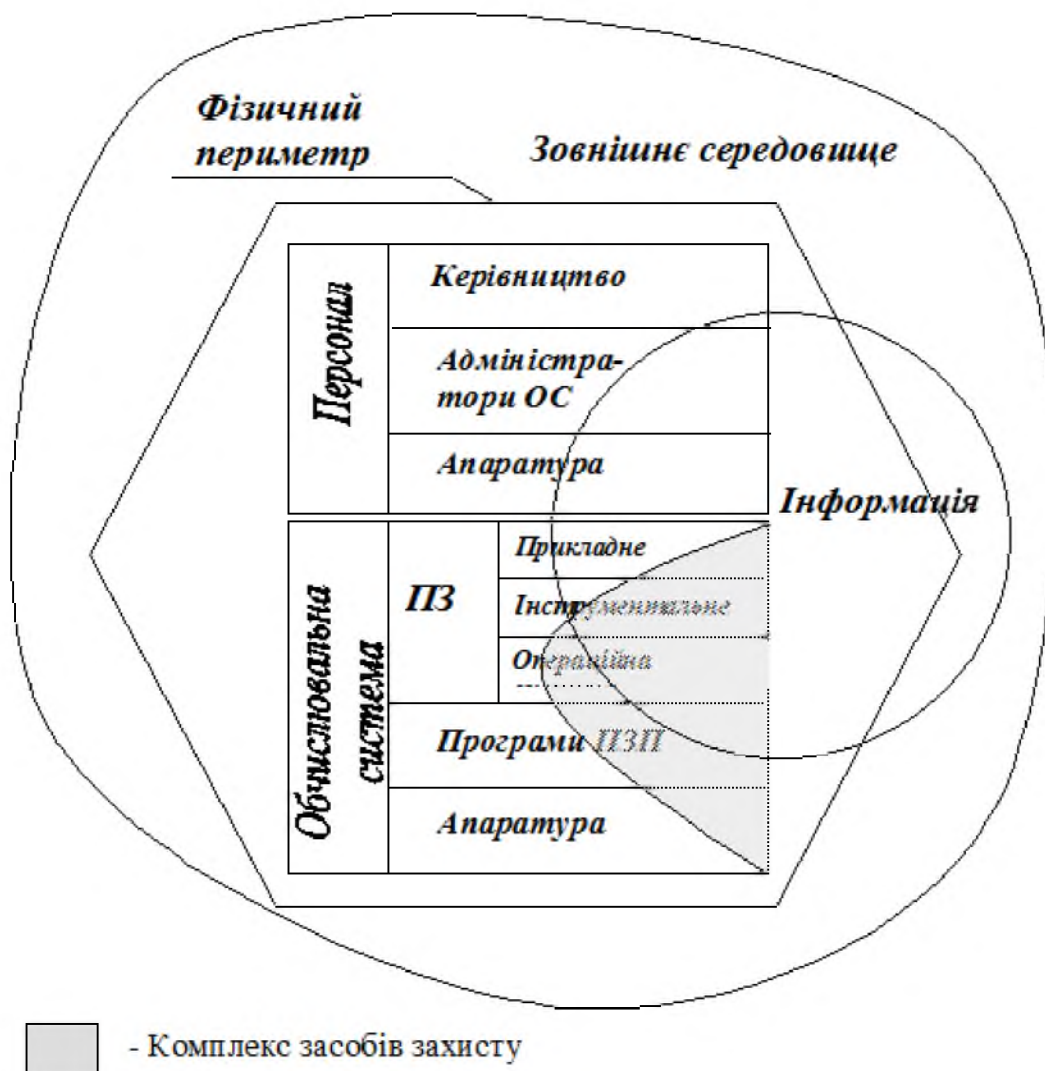 Фізичний
периметр
Зовнішнє середовище
Персонал
Керівництво
Адміністра-
тори ОС
Апаратура
Інформація
Обчислювальна
система
ПЗ
Прикладне
Інструментальне
Операційна
Програми ПЗП
Апаратура
- Комплекс засобів захисту